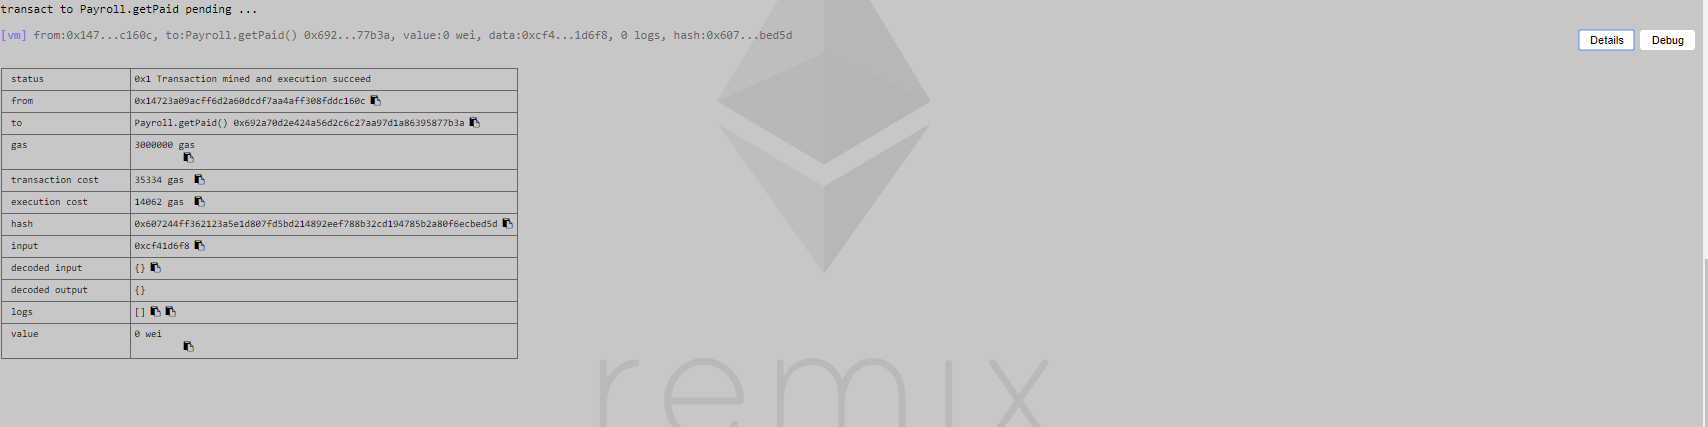 transact to Payroll.getPaid pending ...
[vm] from:0x147...c160c, to:Payroll.getPaid() 0x692...77b3a, value:0 wei, data:0xcf4...1d6f8, 0 logs, hash:0x607...bed5d
Details Debug
status 0x1 Transaction mined and execution succeed
from 0x14723a09acff6d2a60dcdf7aa4aff308fddc160c
to Payroll.getPaid() 0x692a70d2e424a56d2c6c27aa97d1a86395877b3a
gas 3000000 gas
transaction cost 35334 gas
execution cost 14062 gas
hash 0x607244ff362123a5e1d807fd5bd214892eef788b32cd194785b2a80f6ecbed5d
input 0xcf41d6f8
decoded input {}
decoded output {}
logs []
value 0 wei
remix